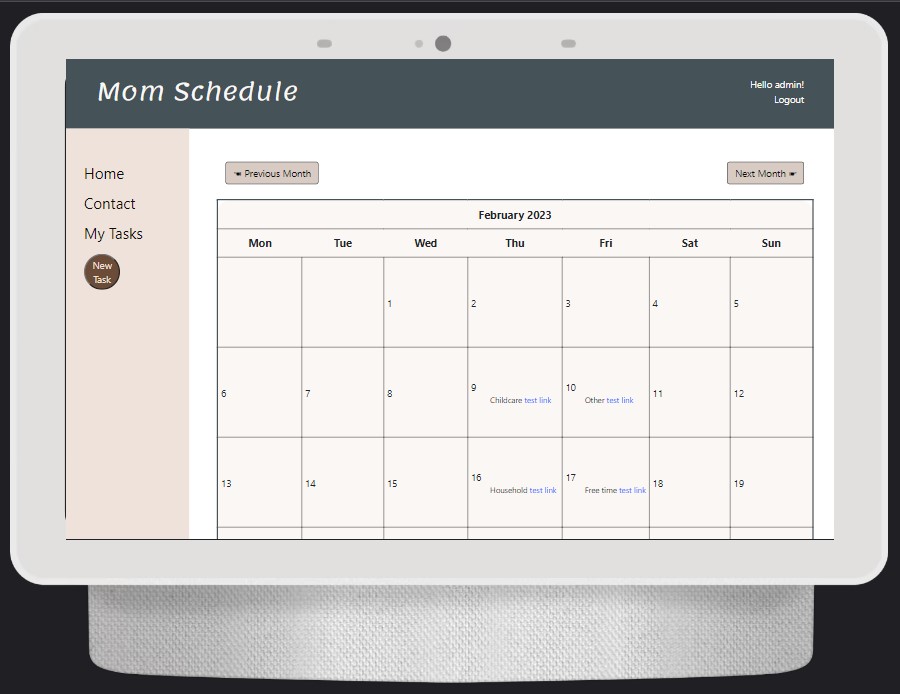 Mom Schedule
Hello admin!
Logout
Home
Contact
My Tasks
New
Task
☚ Previous Month
Next Month ☛
February 2023
Mon Tue Wed Thu Fri Sat Sun
1 2 3 4 5
6 7 8 9 10 11 12
Childcare test link Other test link
13 14 15 16 17 18 19
Household test link Free time test link